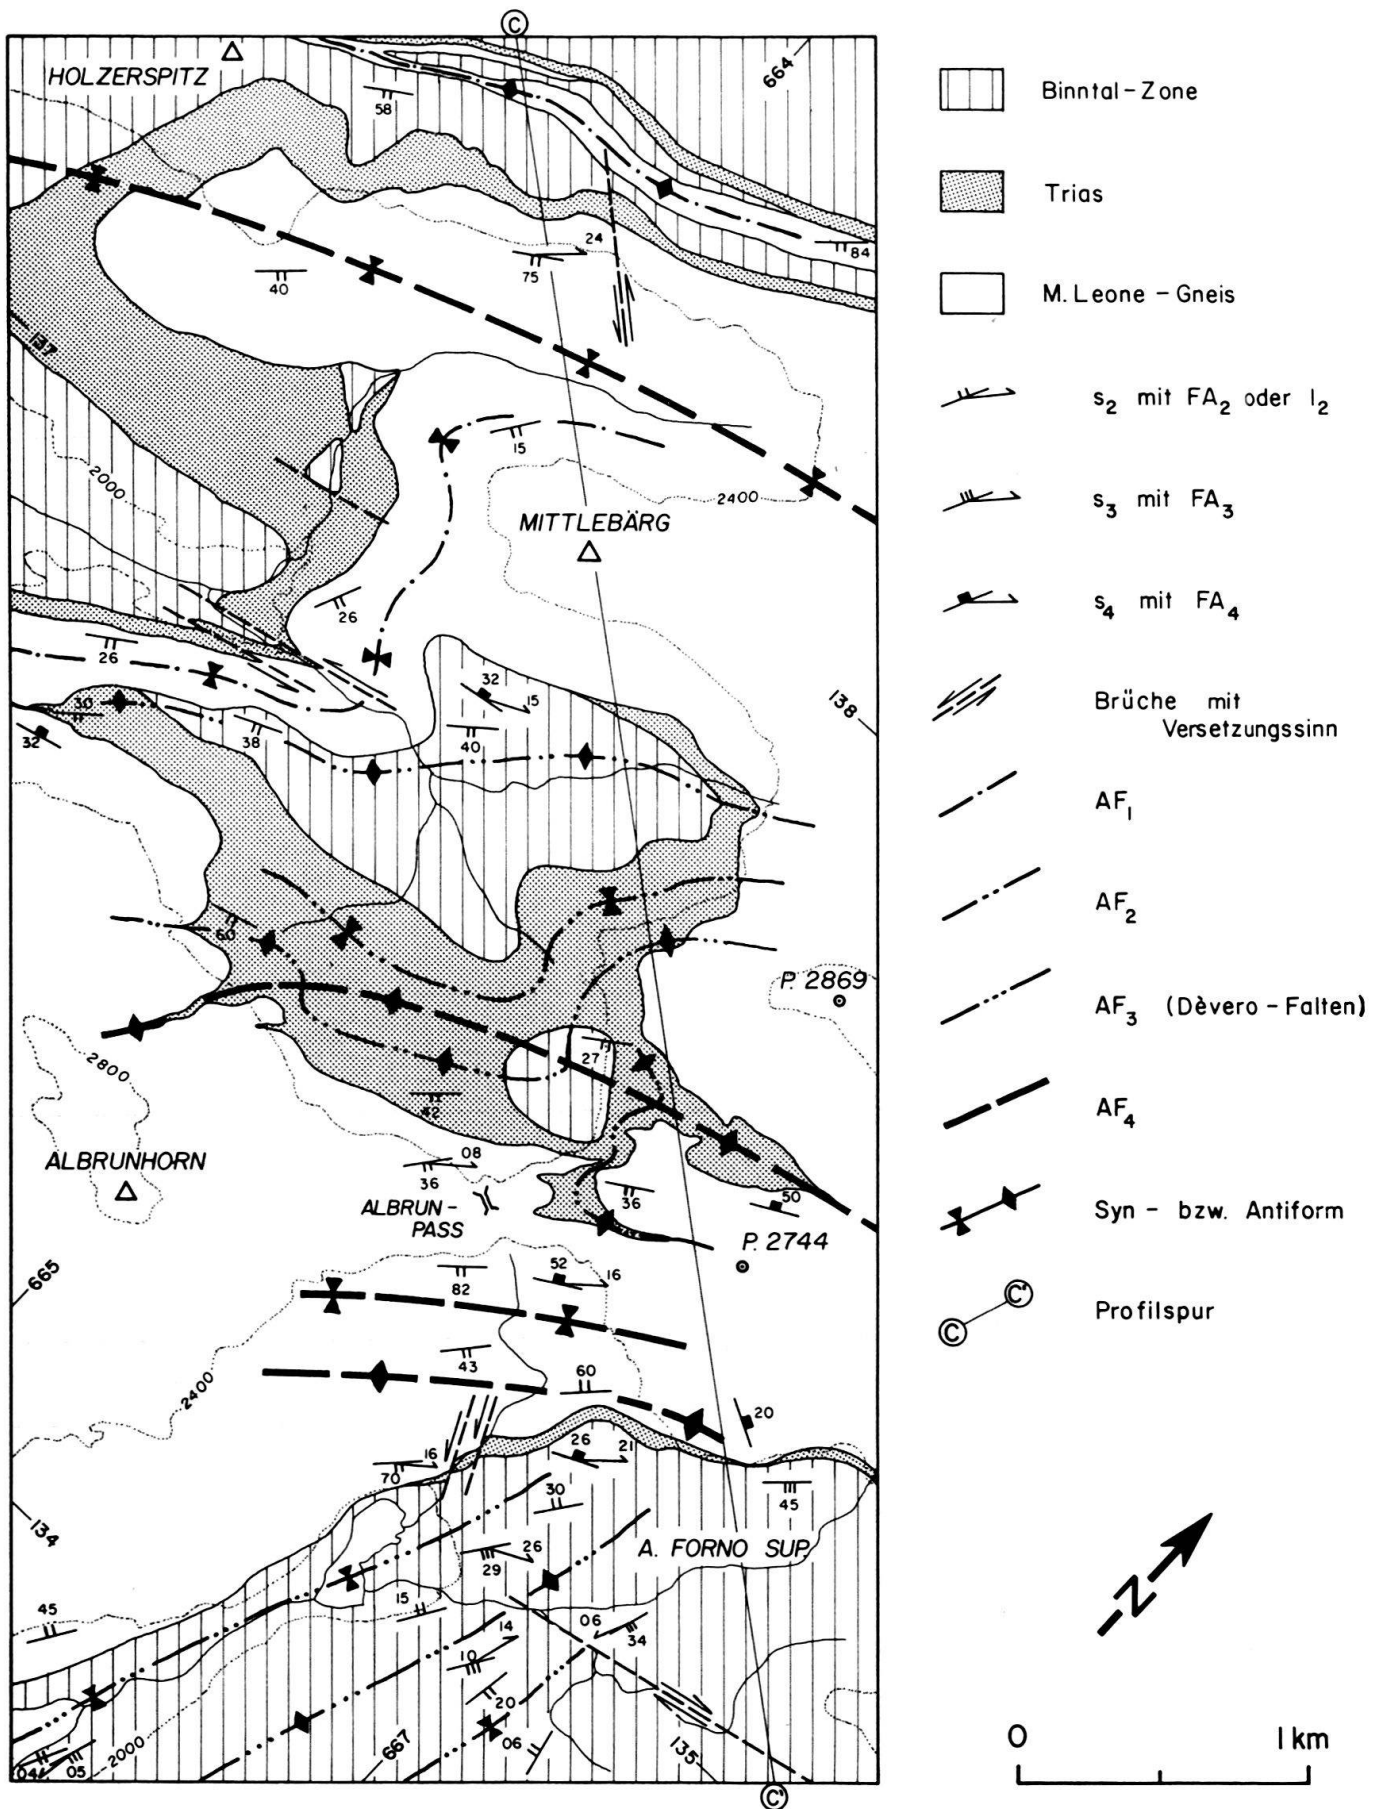 C
HOLZERSPITZ
664
58
24
75
84
40
137
15
2400
2000
MITTLEBÄRG
26
26
32
15
138
30
38
40
32
60
P. 2869
27
2800
42
ALBRUNHORN
08
36
ALBRUN-
PASS
36
50
P. 2744
665
52
16
82
43
2400
60
20
16
70
26
21
30
45
134
A. FORNO SUP.
26
29
45
15
14
06
34
10
20
06
2000
667
135
04
05
C'
Binntal-Zone
Trias
M. Leone - Gneis
s₂ mit FA₂ oder l₂
s₃ mit FA₃
s₄ mit FA₄
Brüche mit
Versetzungssinn
AF₁
AF₂
AF₃ (Dèvero-Falten)
AF₄
Syn- bzw. Antiform
C C' Profilspur
N
0 1 km